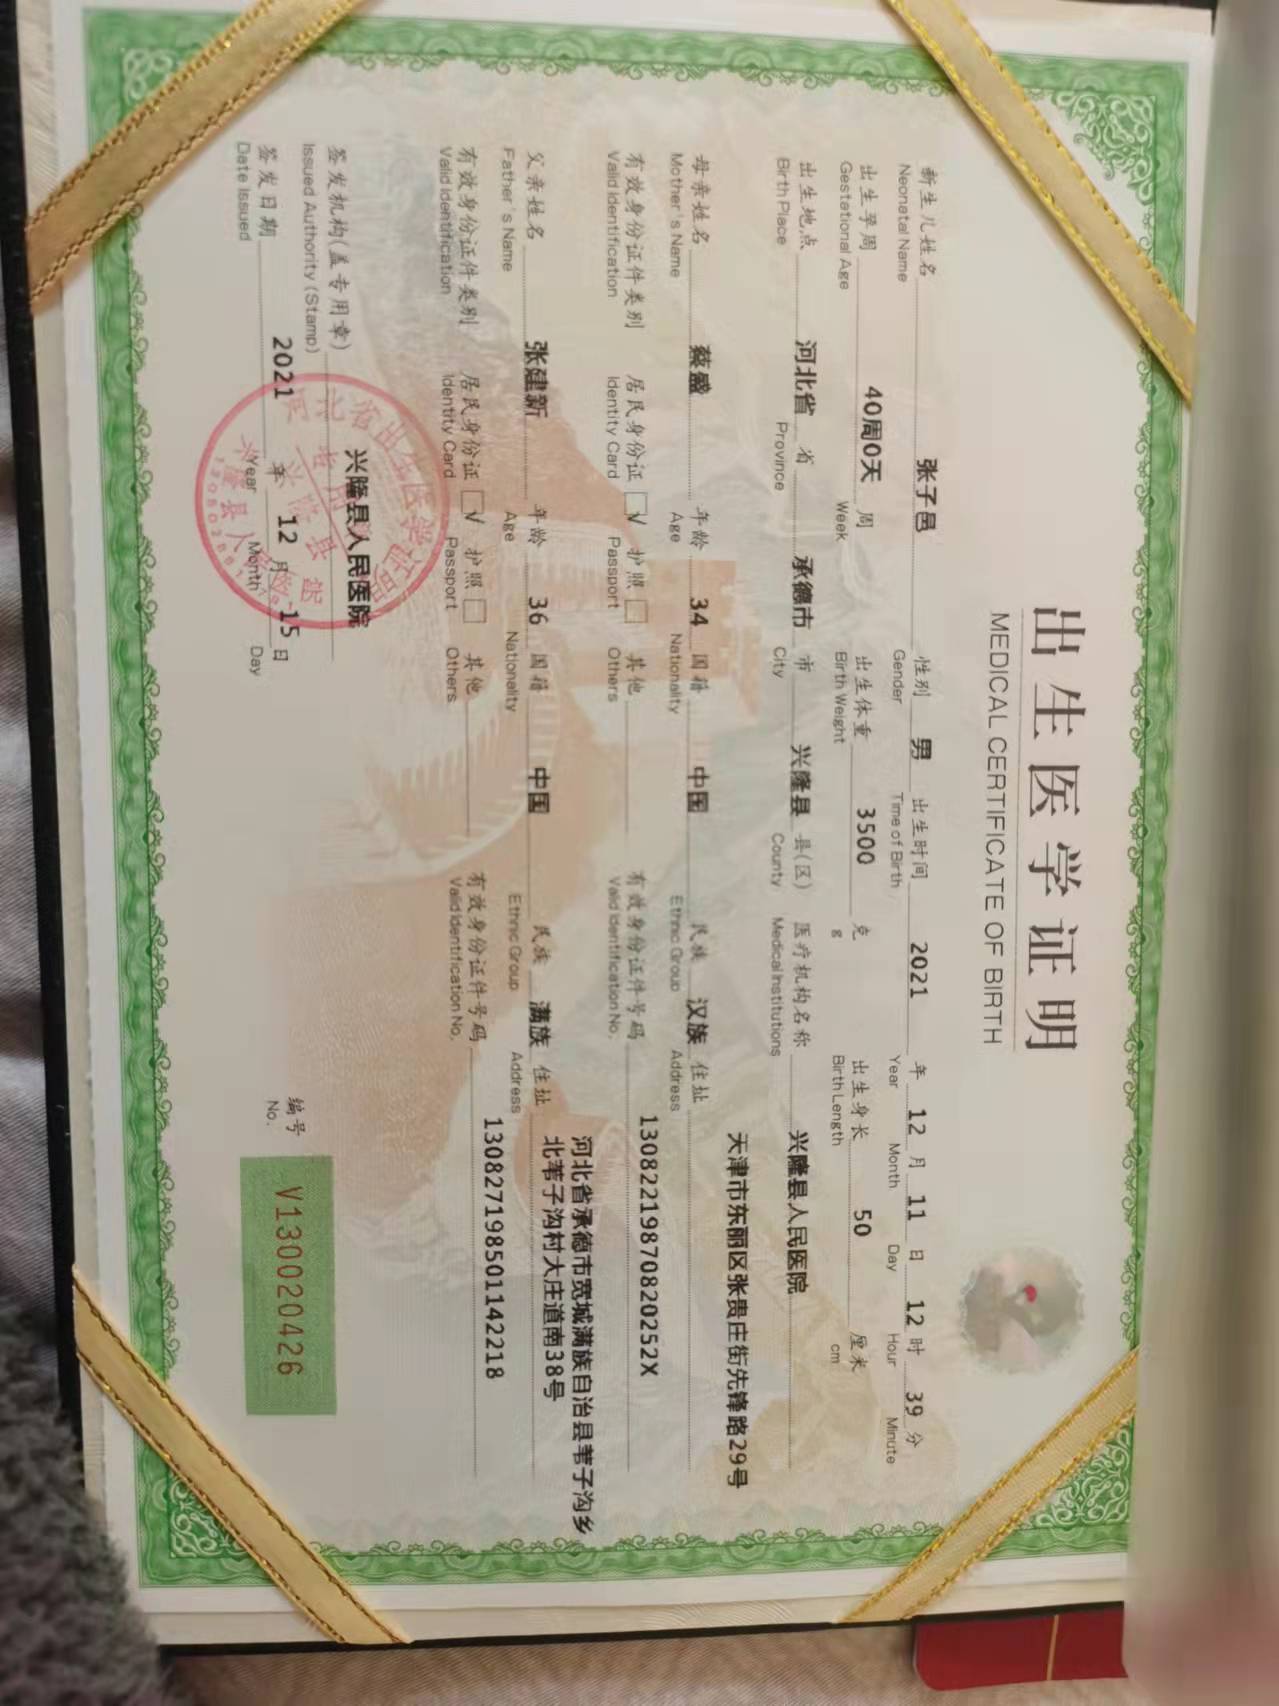 出生医学证明
MEDICAL CERTIFICATE OF BIRTH
新生儿姓名 张子邑 性别 男 出生时间 2021 年 12 月 11 日 12 时 39 分
Neonatal Name Gender Time of Birth Year Month Day Hour Minute
出生孕周 40周0天 周 出生体重 3500 克 出生身长 50 厘米
Gestational Age Week Birth Weight g Birth Length cm
出生地点 河北省 省 承德市 市 兴隆县 县(区) 医疗机构名称 兴隆县人民医院
Birth Place Province City County Medical Institutions
天津市东丽区张贵庄街先锋路29号
母亲姓名 蔡盛 年龄 34 国籍 中国 民族 汉族 住址
Mother's Name Age Nationality Ethnic Group Address
有效身份证件类别 居民身份证 √ 护照 □ 其他 有效身份证件号码 13082219870820252X
Valid Identification Identity Card Passport Others Valid Identification No.
河北省承德市宽城满族自治县苇子沟乡
父亲姓名 张建新 年龄 36 国籍 中国 民族 满族 住址 北苇子沟村大庄道南38号
Father's Name Age Nationality Ethnic Group Address
有效身份证件类别 居民身份证 √ 护照 □ 其他 有效身份证件号码 130827198501142218
Valid Identification Identity Card Passport Others Valid Identification No.
签发机构(盖专用章) 兴隆县人民医院
Issued Authority (Stamp)
签发日期 2021 年 12 月 15 日
Date Issued Year Month Day
编号 V130020426
No.